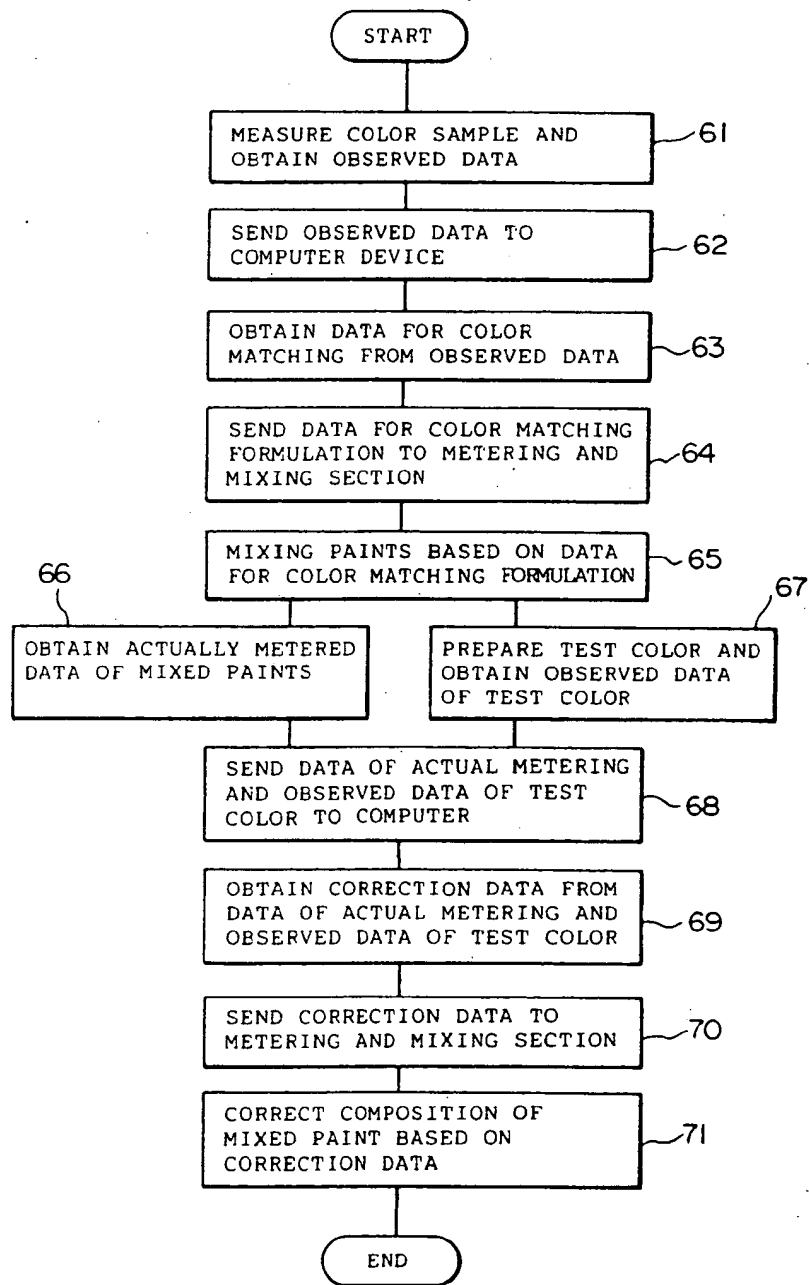 START
MEASURE COLOR SAMPLE AND
OBTAIN OBSERVED DATA
61
SEND OBSERVED DATA TO
COMPUTER DEVICE
62
OBTAIN DATA FOR COLOR
MATCHING FROM OBSERVED DATA
63
SEND DATA FOR COLOR MATCHING
FORMULATION TO METERING AND
MIXING SECTION
64
MIXING PAINTS BASED ON DATA
FOR COLOR MATCHING FORMULATION
65
66
OBTAIN ACTUALLY METERED
DATA OF MIXED PAINTS
67
PREPARE TEST COLOR AND
OBTAIN OBSERVED DATA
OF TEST COLOR
SEND DATA OF ACTUAL METERING
AND OBSERVED DATA OF TEST
COLOR TO COMPUTER
68
OBTAIN CORRECTION DATA FROM
DATA OF ACTUAL METERING AND
OBSERVED DATA OF TEST COLOR
69
SEND CORRECTION DATA TO
METERING AND MIXING SECTION
70
CORRECT COMPOSITION OF
MIXED PAINT BASED ON
CORRECTION DATA
71
END